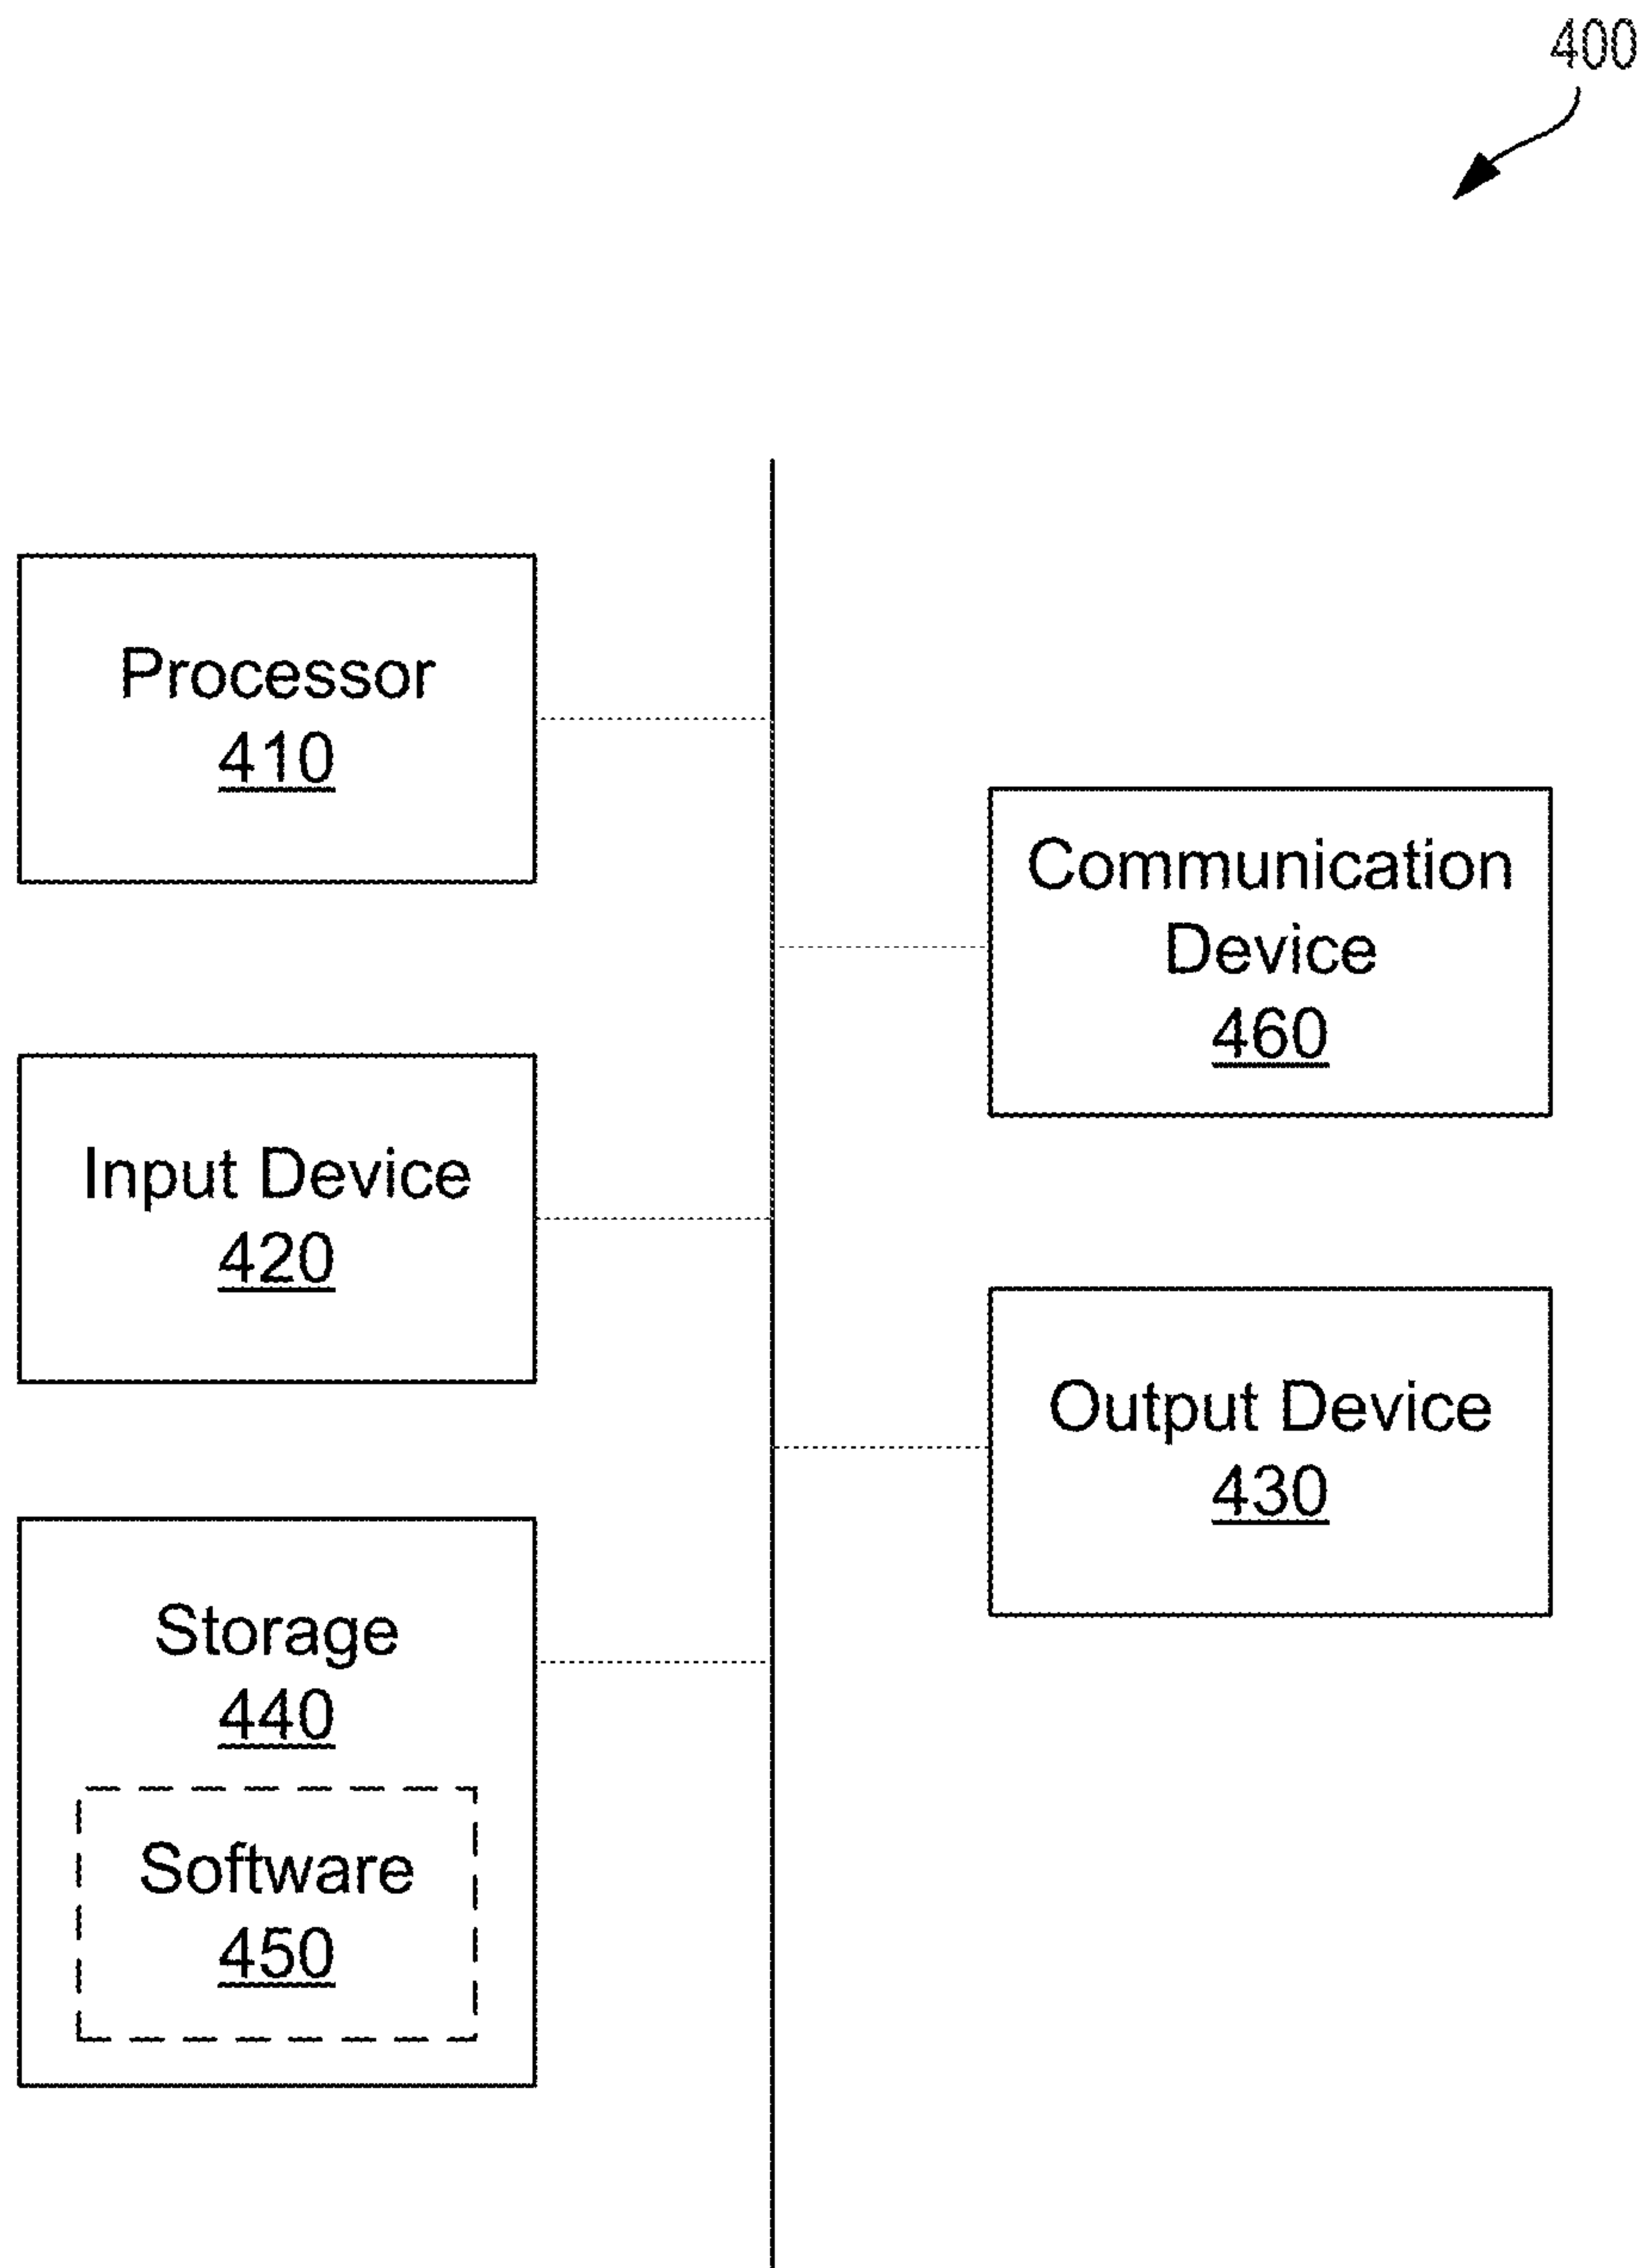 400
Processor
410
Communication
Device
460
Input Device
420
Output Device
430
Storage
440
Software
450